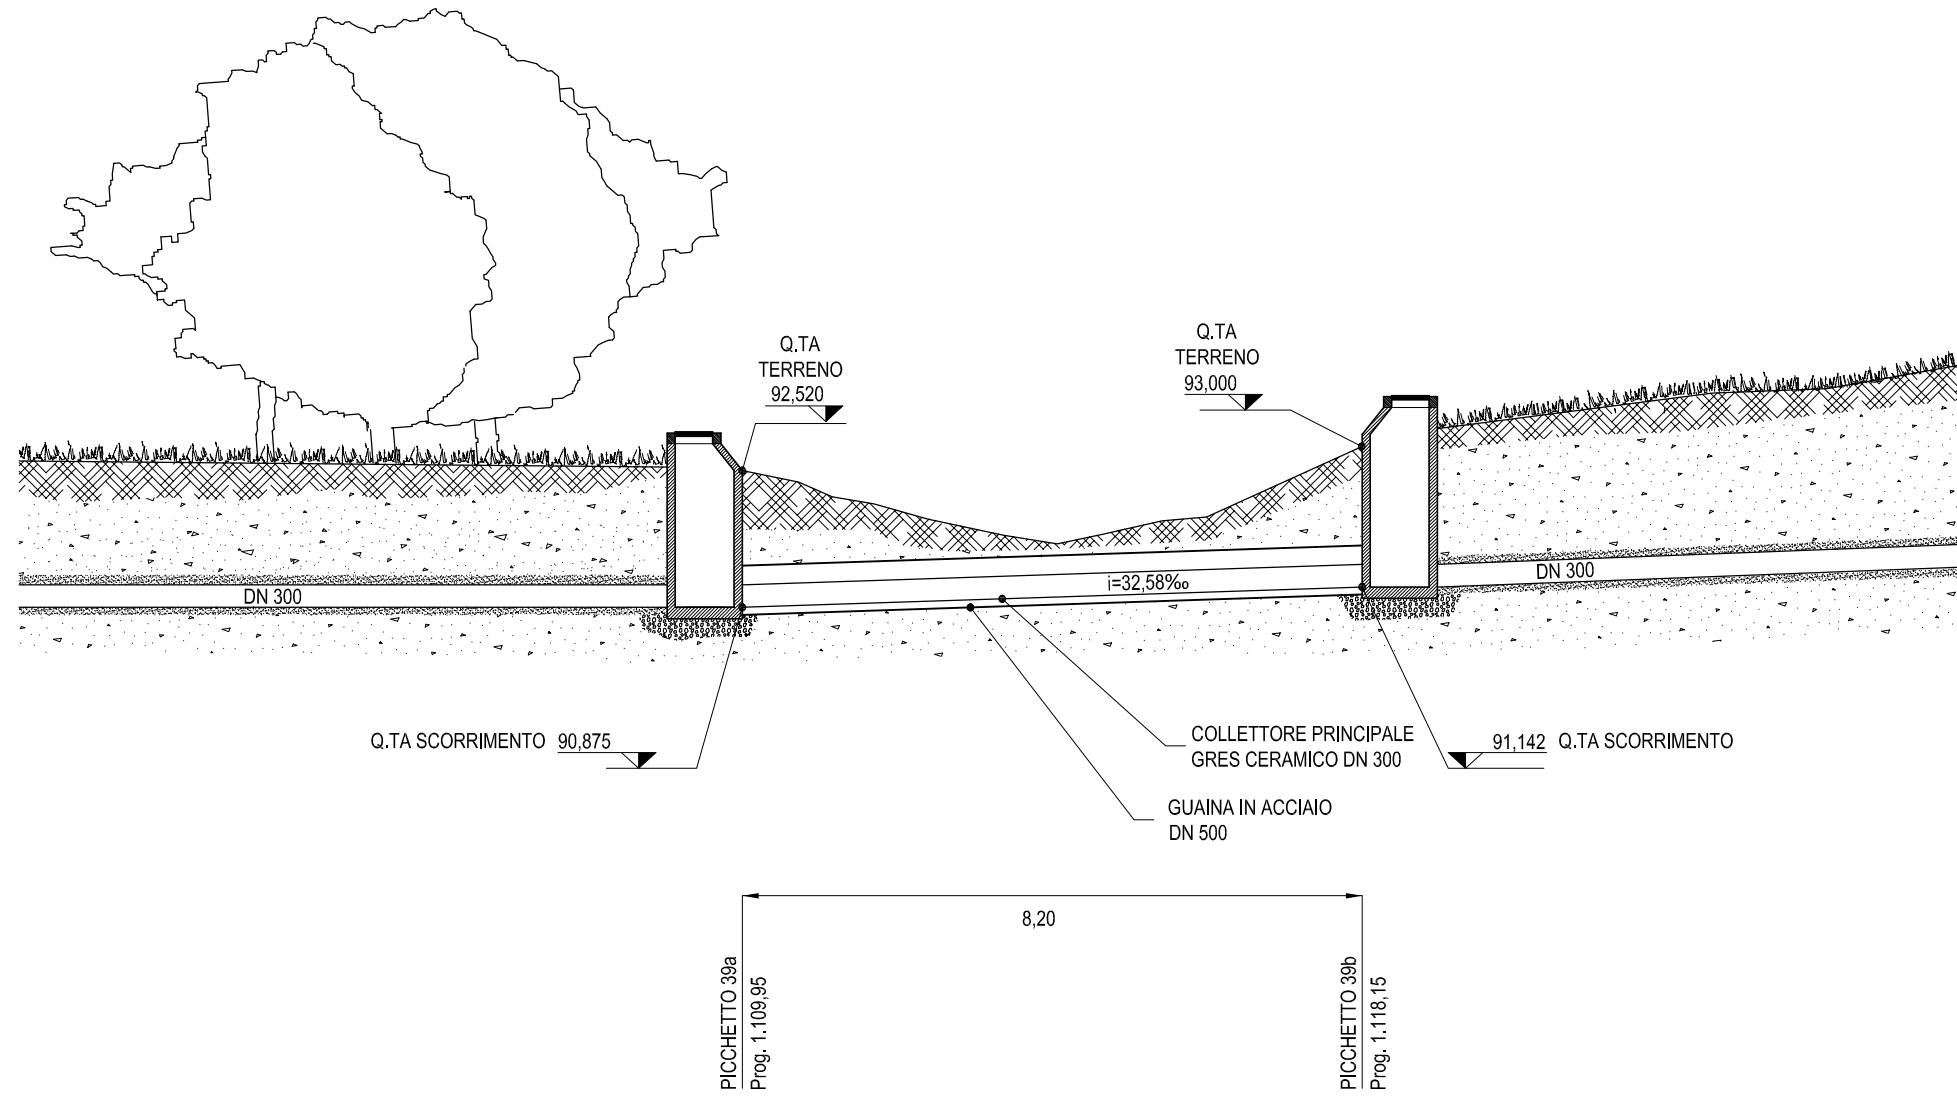 Q.TA
TERRENO
92,520
Q.TA
TERRENO
93,000
DN 300
i=32,58‰
DN 300
Q.TA SCORRIMENTO 90,875
COLLETTORE PRINCIPALE
GRES CERAMICO DN 300
91,142 Q.TA SCORRIMENTO
GUAINA IN ACCIAIO
DN 500
8,20
PICCHETTO 39a
Prog. 1.109,95
PICCHETTO 39b
Prog. 1.118,15